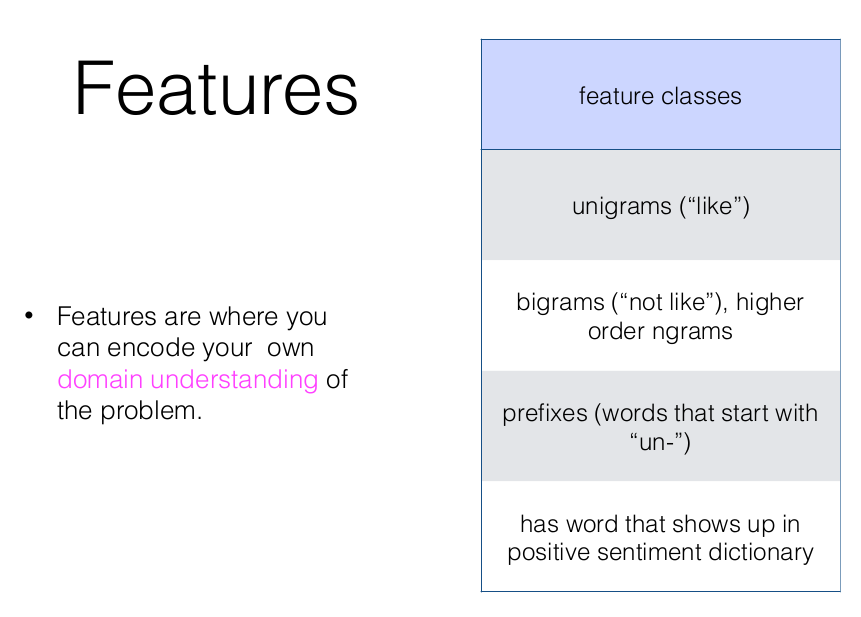 Features
• Features are where you
can encode your own
domain understanding of
the problem.
feature classes
unigrams (“like”)
bigrams (“not like”), higher
order ngrams
prefixes (words that start with
“un-”)
has word that shows up in
positive sentiment dictionary